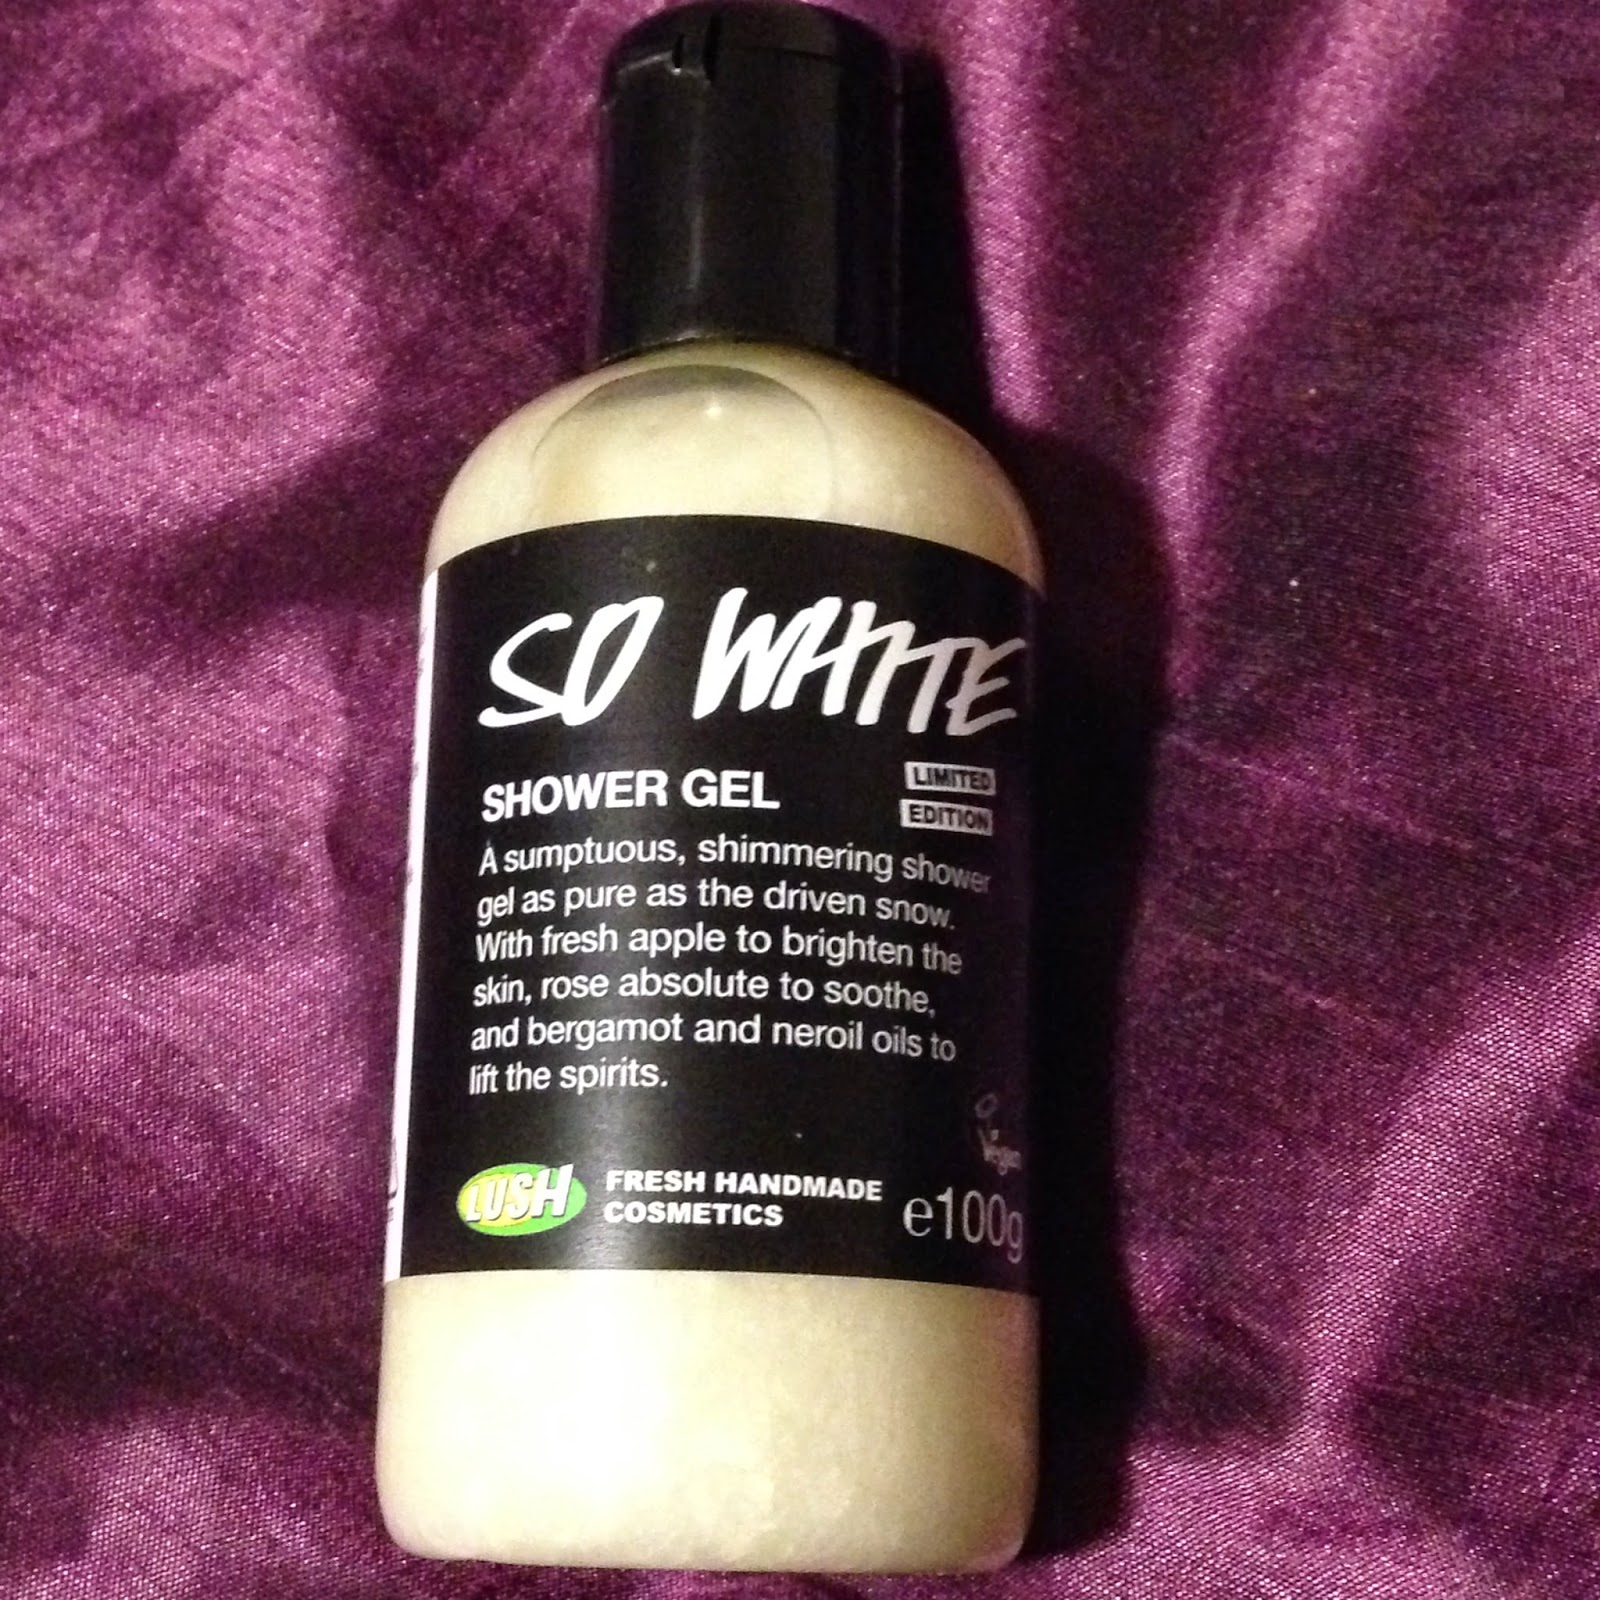 SO WHITE
SHOWER GEL
LIMITED
EDITION
A sumptuous, shimmering shower
gel as pure as the driven snow.
With fresh apple to brighten the
skin, rose absolute to soothe,
and bergamot and neroil oils to
lift the spirits.
Vegan
LUSH
FRESH HANDMADE
COSMETICS
e100g